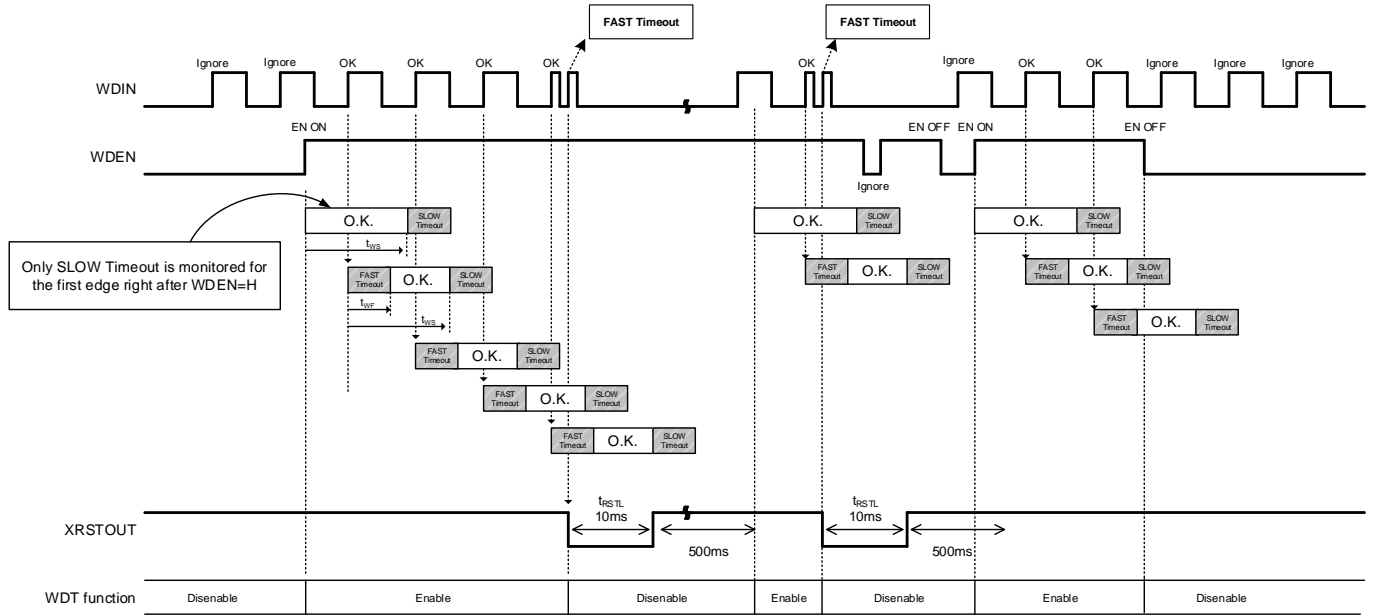 FAST Timeout
FAST Timeout
Ignore Ignore OK OK OK OK OK Ignore OK OK Ignore Ignore Ignore
WDIN
EN ON EN OFF EN ON EN OFF
WDEN
Ignore
O.K. SLOW Timeout
O.K. SLOW Timeout
O.K. SLOW Timeout
tWS
Only SLOW Timeout is monitored for
the first edge right after WDEN=H
FAST Timeout O.K. SLOW Timeout
FAST Timeout O.K. SLOW Timeout
FAST Timeout O.K. SLOW Timeout
tWF
tWS
FAST Timeout O.K. SLOW Timeout
FAST Timeout O.K. SLOW Timeout
FAST Timeout O.K. SLOW Timeout
FAST Timeout O.K. SLOW Timeout
tRSTL
10ms
tRSTL
10ms
XRSTOUT
500ms
500ms
WDT function Disenable Enable Disenable Enable Disenable Enable Disenable